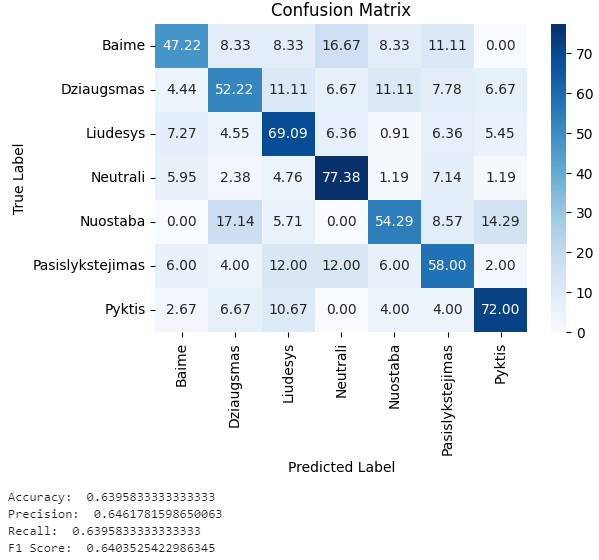 Confusion Matrix
Baime 47.22 8.33 8.33 16.67 8.33 11.11 0.00
Dziaugsmas 4.44 52.22 11.11 6.67 11.11 7.78 6.67
Liudesys 7.27 4.55 69.09 6.36 0.91 6.36 5.45
Neutrali 5.95 2.38 4.76 77.38 1.19 7.14 1.19
Nuostaba 0.00 17.14 5.71 0.00 54.29 8.57 14.29
Pasislykstejimas 6.00 4.00 12.00 12.00 6.00 58.00 2.00
Pyktis 2.67 6.67 10.67 0.00 4.00 4.00 72.00
True Label
Baime Dziaugsmas Liudesys Neutrali Nuostaba Pasislykstejimas Pyktis
Predicted Label
70
60
50
40
30
20
10
0
Accuracy: 0.6395833333333333
Precision: 0.6461781598650063
Recall: 0.6395833333333333
F1 Score: 0.6403525422986345